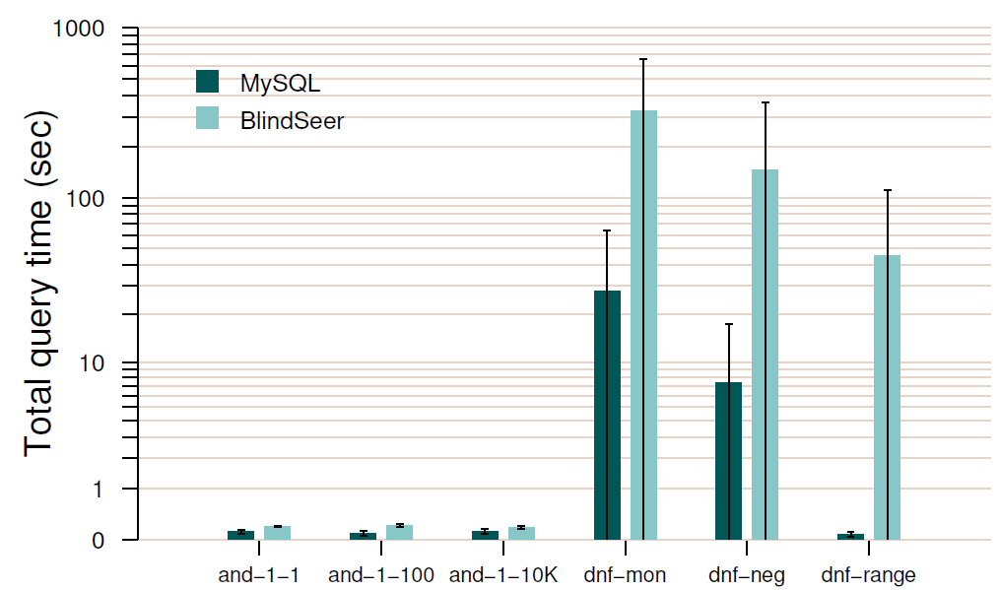 1000
MySQL
BlindSeer
Total query time (sec)
100
10
1
0
and−1−1 and−1−100 and−1−10K dnf−mon dnf−neg dnf−range